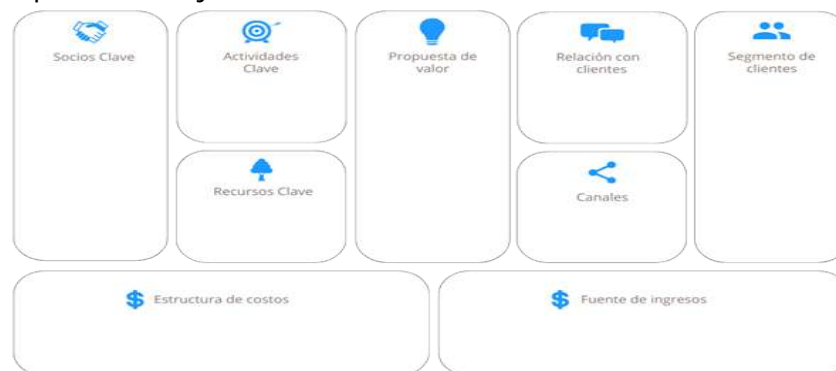 Socios Clave
Actividades
Clave
Propuesta de
valor
Relación con
clientes
Segmento de
clientes
Recursos Clave
Canales
$ Estructura de costos
$ Fuente de ingresos